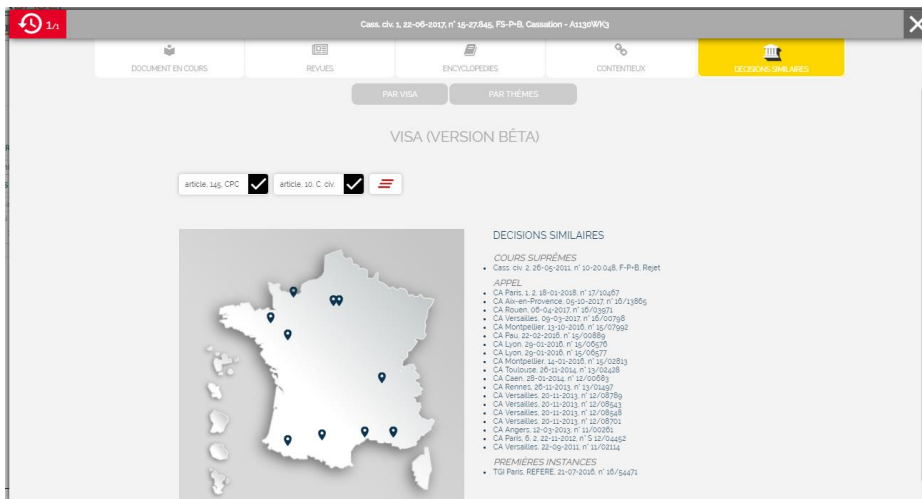 1/1
Cass. civ. 1, 22-06-2017, n° 15-27.845, FS-P+B, Cassation - A1130WK3
DOCUMENT EN COURS
REVUES
ENCYCLOPEDIES
CONTENTIEUX
DECISIONS SIMILAIRES
PAR VISA
PAR THÈMES
VISA (VERSION BÊTA)
article, 145, CPC
article, 10, C. civ.
DECISIONS SIMILAIRES
COURS SUPRÊMES
Cass. civ. 2, 26-05-2011, n° 10-20.048, F-P+B, Rejet
APPEL
CA Paris, 1, 2, 18-01-2018, n° 17/10467
CA Aix-en-Provence, 05-10-2017, n° 16/13865
CA Rouen, 06-04-2017, n° 16/03971
CA Versailles, 09-03-2017, n° 16/00798
CA Montpellier, 13-10-2016, n° 15/07992
CA Pau, 22-02-2016, n° 15/00889
CA Lyon, 29-01-2016, n° 15/06576
CA Lyon, 29-01-2016, n° 15/06577
CA Montpellier, 14-01-2016, n° 15/02813
CA Toulouse, 26-11-2014, n° 13/02428
CA Caen, 28-01-2014, n° 12/00683
CA Rennes, 26-11-2013, n° 13/01497
CA Versailles, 20-11-2013, n° 12/08789
CA Versailles, 20-11-2013, n° 12/08543
CA Versailles, 20-11-2013, n° 12/08548
CA Versailles, 20-11-2013, n° 12/08701
CA Angers, 12-03-2013, n° 11/00261
CA Paris, 6, 2, 22-11-2012, n° S 12/04452
CA Versailles, 22-09-2011, n° 11/02114
PREMIÈRES INSTANCES
TGI Paris, REFERE, 21-07-2016, n° 16/54471